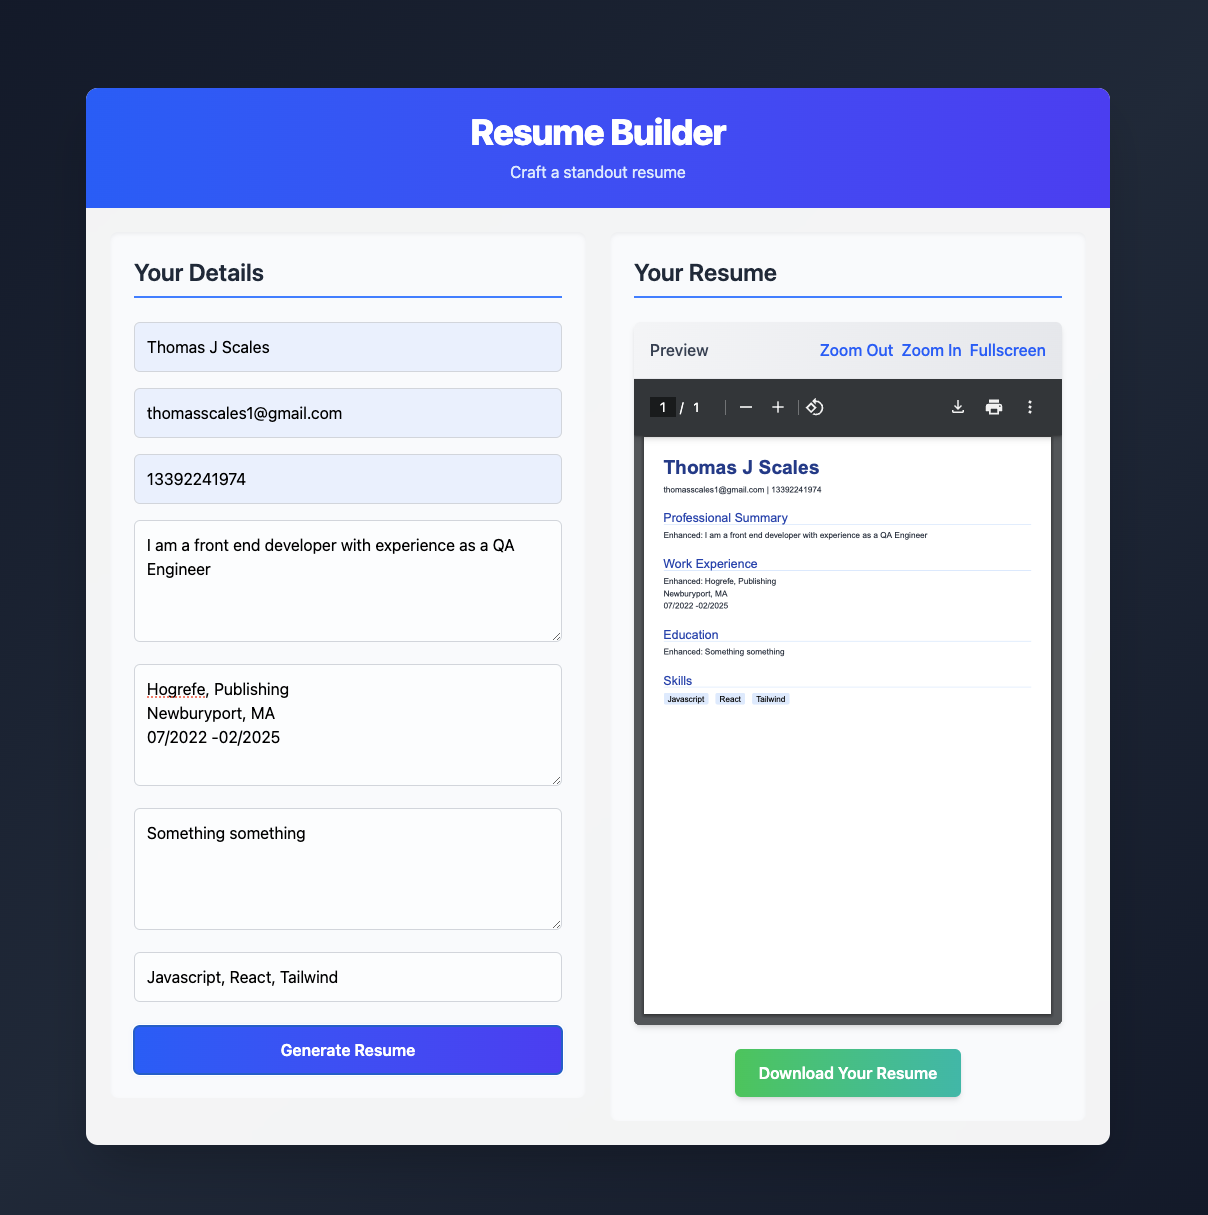 Resume Builder
Craft a standout resume
Your Details
Thomas J Scales
thomasscales1@gmail.com
13392241974
I am a front end developer with experience as a QA
Engineer
Hogrefe, Publishing
Newburyport, MA
07/2022 -02/2025
Something something
Javascript, React, Tailwind
Generate Resume
Your Resume
Preview Zoom Out Zoom In Fullscreen
1 / 1
Thomas J Scales
thomasscales1@gmail.com | 13392241974
Professional Summary
Enhanced: I am a front end developer with experience as a QA Engineer
Work Experience
Enhanced: Hogrefe, Publishing
Newburyport, MA
07/2022 -02/2025
Education
Enhanced: Something something
Skills
Javascript React Tailwind
Download Your Resume